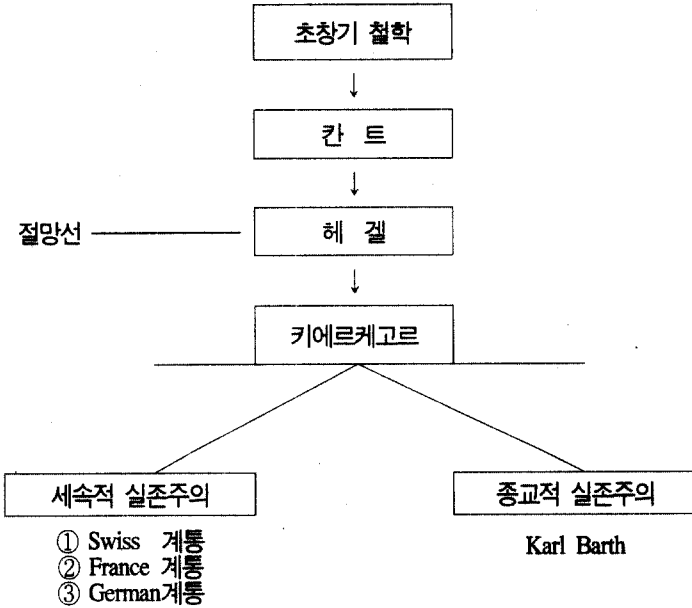 초창기 철학
칸 트
절망선
헤 겔
키에르케고르
세속적 실존주의
종교적 실존주의
① Swiss 계통
② France 계통
③ German계통
Karl Barth